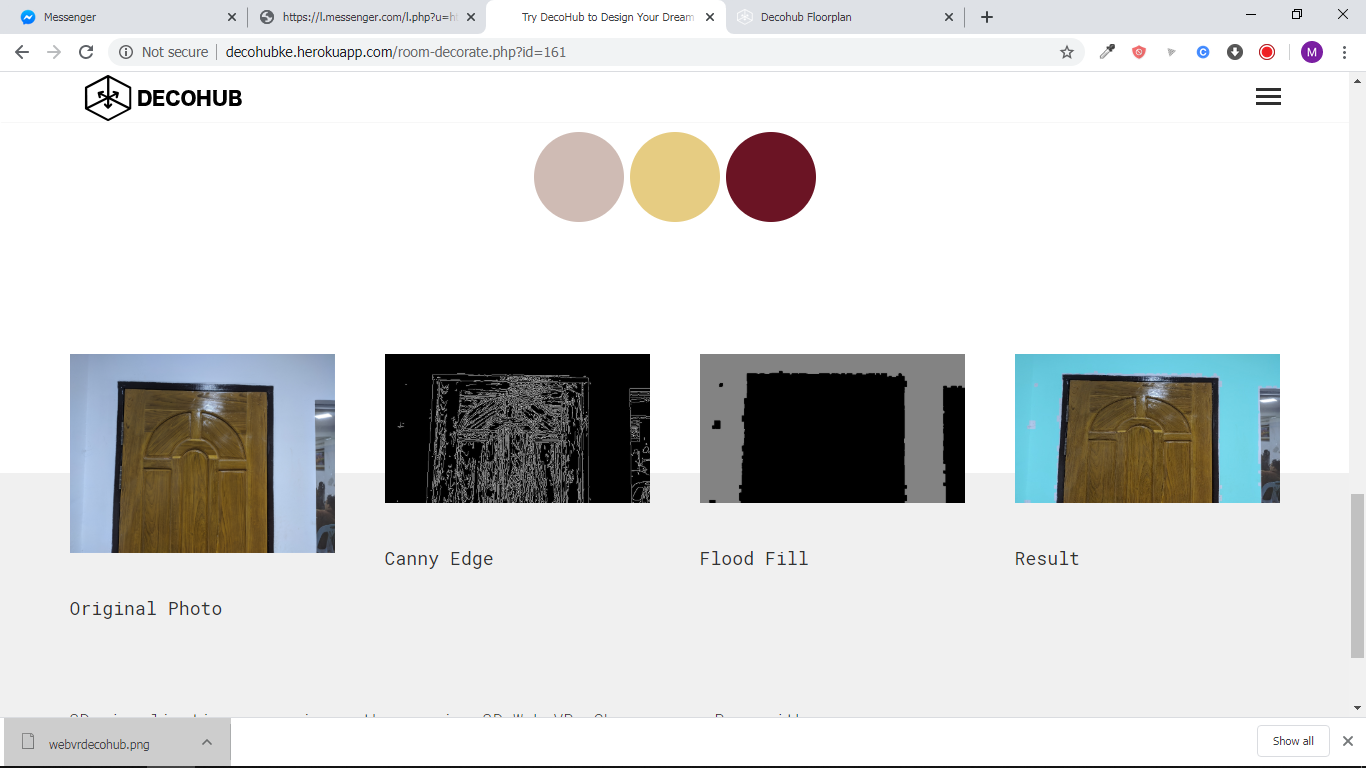 Messenger
https://l.messenger.com/l.php?u=h
Try DecoHub to Design Your Dream
Decohub Floorplan
Not secure
decohubke.herokuapp.com/room-decorate.php?id=161
M
DECOHUB
Canny Edge
Flood Fill
Result
Original Photo
webvrdecohub.png
Show all